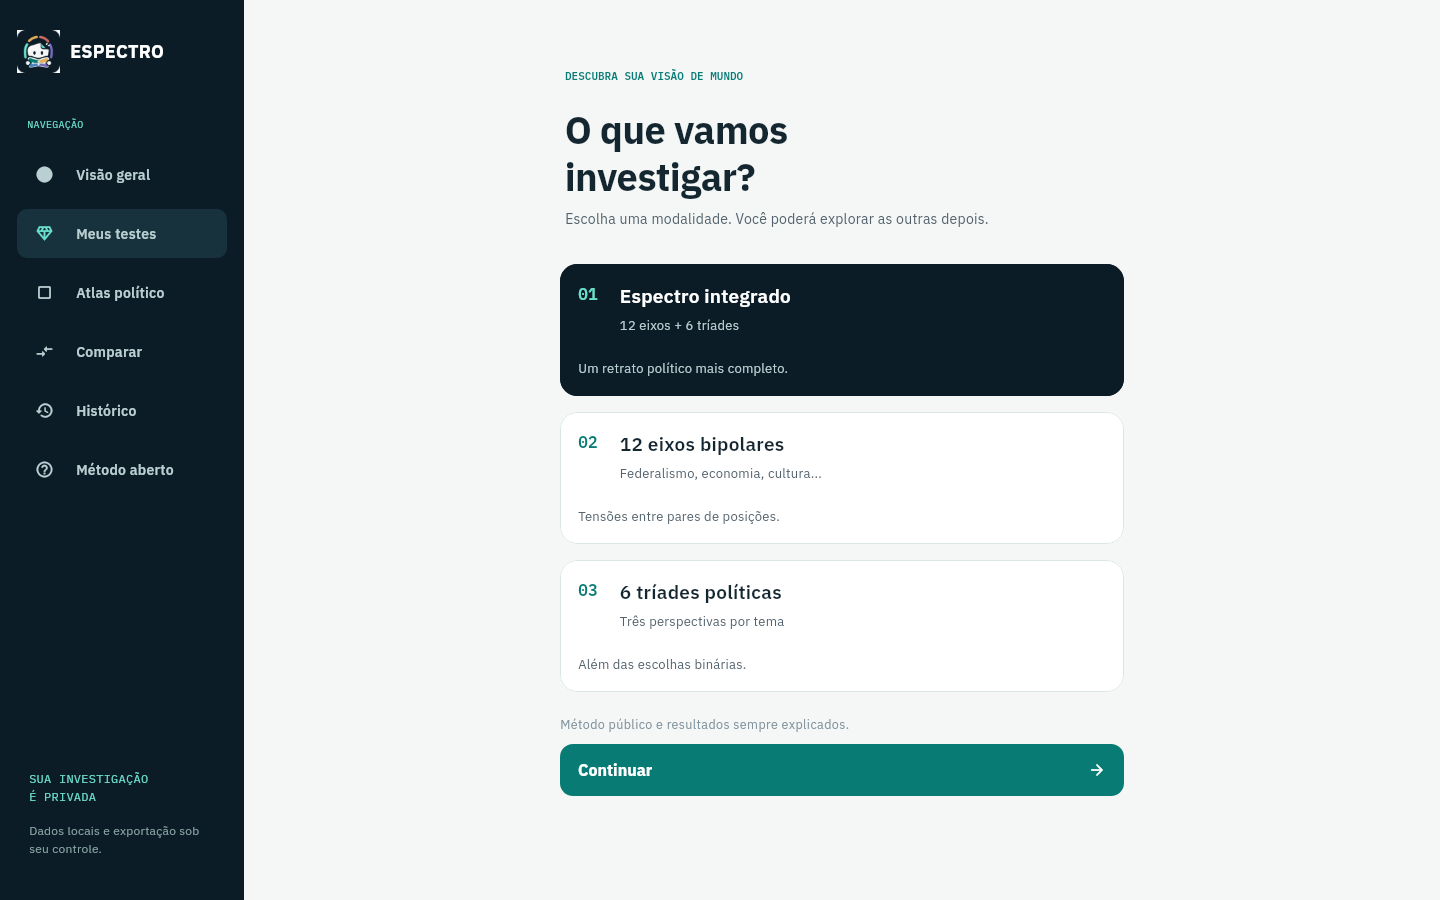 ESPECTRO
NAVEGAÇÃO
Visão geral
Meus testes
Atlas político
Comparar
Histórico
Método aberto
SUA INVESTIGAÇÃO
É PRIVADA
Dados locais e exportação sob
seu controle.
DESCUBRA SUA VISÃO DE MUNDO
O que vamos
investigar?
Escolha uma modalidade. Você poderá explorar as outras depois.
01 Espectro integrado
12 eixos + 6 tríades
Um retrato político mais completo.
02 12 eixos bipolares
Federalismo, economia, cultura...
Tensões entre pares de posições.
03 6 tríades políticas
Três perspectivas por tema
Além das escolhas binárias.
Método público e resultados sempre explicados.
Continuar